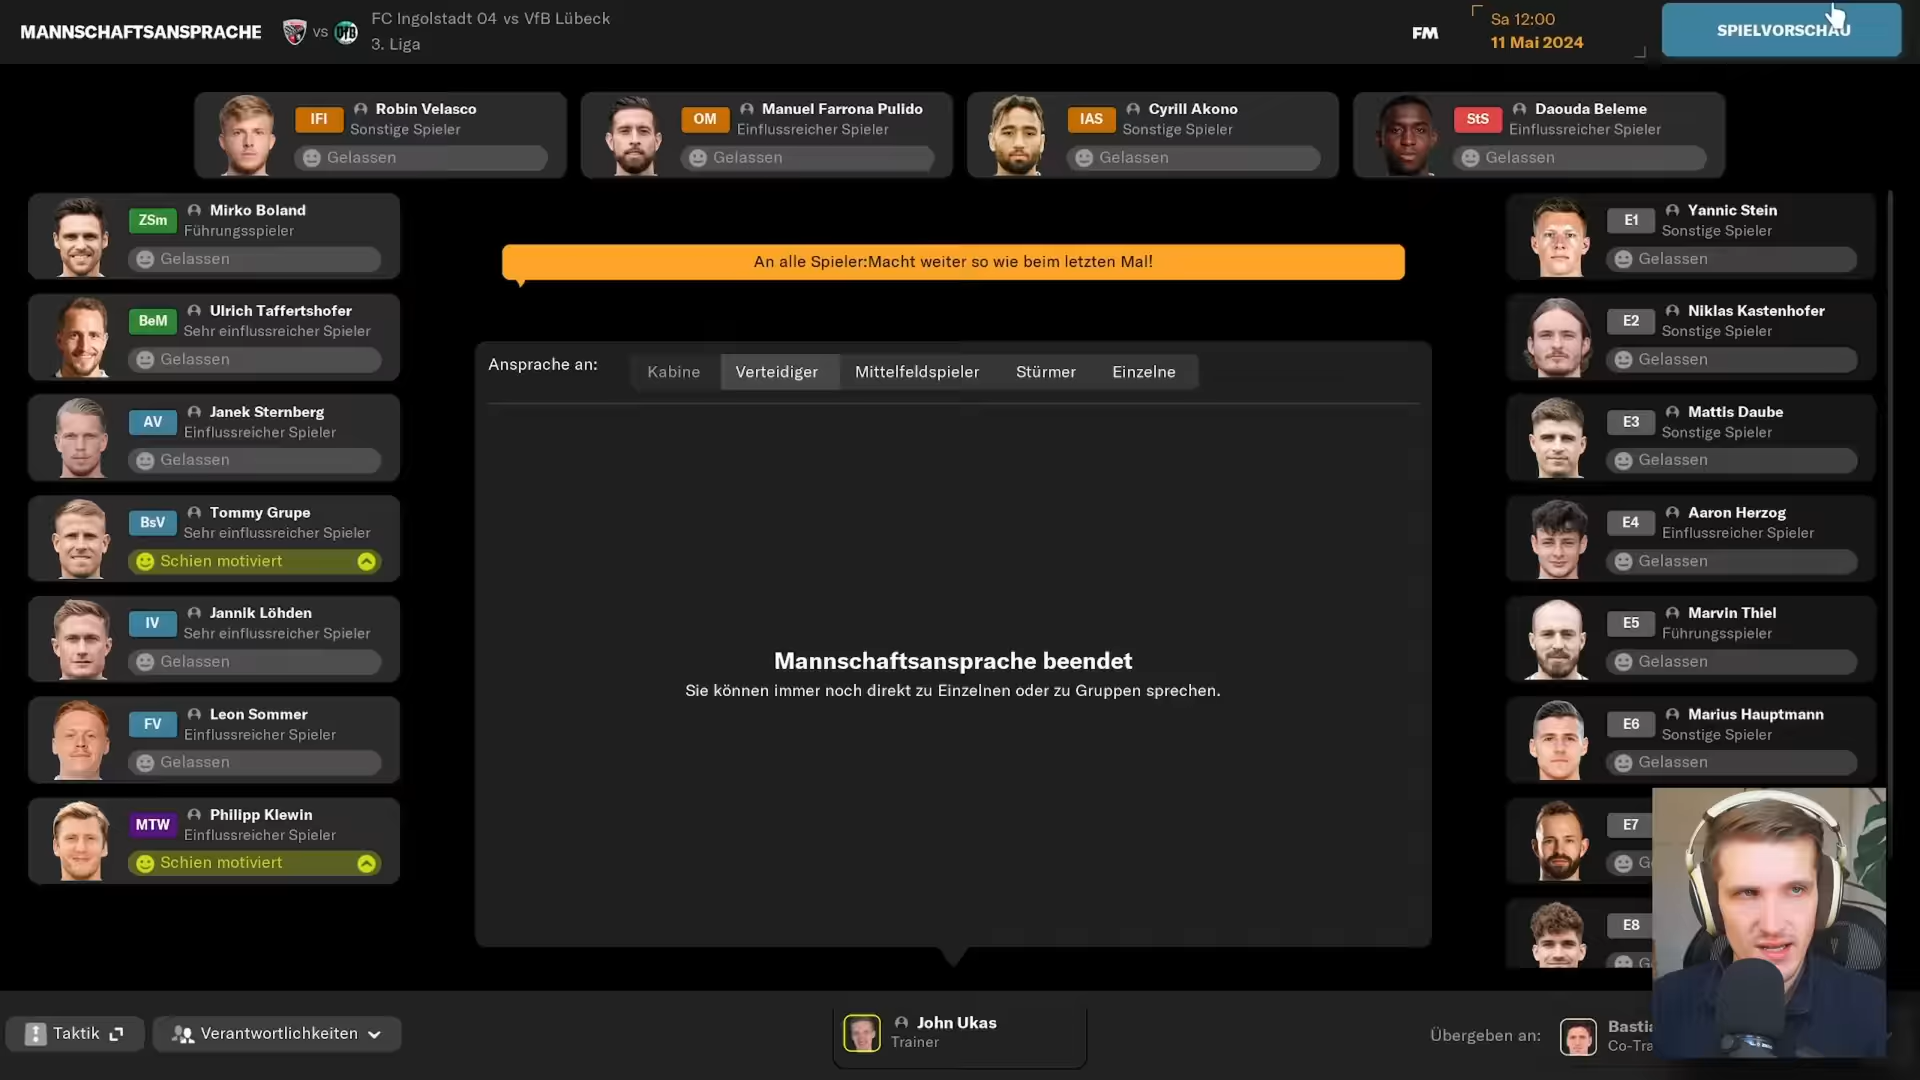 MANNSCHAFTSANSPRACHE
vs
FC Ingolstadt 04 vs VfB Lübeck
3. Liga
FM
Sa 12:00
11 Mai 2024
SPIELVORSCHAU
IFI
Robin Velasco
Sonstige Spieler
Gelassen
OM
Manuel Farrona Pulido
Einflussreicher Spieler
Gelassen
IAS
Cyrill Akono
Sonstige Spieler
Gelassen
StS
Daouda Beleme
Einflussreicher Spieler
Gelassen
ZSm
Mirko Boland
Führungsspieler
Gelassen
BeM
Ulrich Taffertshofer
Sehr einflussreicher Spieler
Gelassen
AV
Janek Sternberg
Einflussreicher Spieler
Gelassen
BsV
Tommy Grupe
Sehr einflussreicher Spieler
Schien motiviert
IV
Jannik Löhden
Sehr einflussreicher Spieler
Gelassen
FV
Leon Sommer
Einflussreicher Spieler
Gelassen
MTW
Philipp Klewin
Einflussreicher Spieler
Schien motiviert
An alle Spieler:Macht weiter so wie beim letzten Mal!
Ansprache an:
Kabine
Verteidiger
Mittelfeldspieler
Stürmer
Einzelne
Mannschaftsansprache beendet
Sie können immer noch direkt zu Einzelnen oder zu Gruppen sprechen.
E1
Yannic Stein
Sonstige Spieler
Gelassen
E2
Niklas Kastenhofer
Sonstige Spieler
Gelassen
E3
Mattis Daube
Sonstige Spieler
Gelassen
E4
Aaron Herzog
Einflussreicher Spieler
Gelassen
E5
Marvin Thiel
Führungsspieler
Gelassen
E6
Marius Hauptmann
Sonstige Spieler
Gelassen
E7
E8
Taktik
Verantwortlichkeiten
John Ukas
Trainer
Übergeben an:
Bastia
Co-Tra